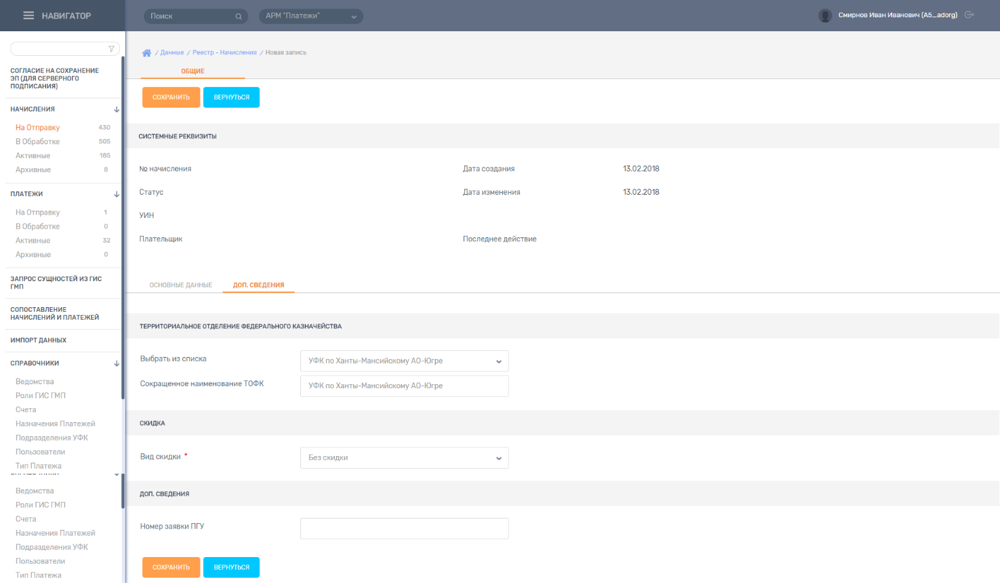 НАВИГАТОР
Поиск
АРМ "Платежи"
Смирнов Иван Иванович (A5_adorg)
СОГЛАСИЕ НА СОХРАНЕНИЕ
ЭП (ДЛЯ СЕРВЕРНОГО
ПОДПИСАНИЯ)
НАЧИСЛЕНИЯ
На Отправку 430
В Обработке 505
Активные 185
Архивные 8
ПЛАТЕЖИ
На Отправку 1
В Обработке 0
Активные 32
Архивные 0
ЗАПРОС СУЩНОСТЕЙ ИЗ ГИС
ГМП
СОПОСТАВЛЕНИЕ
НАЧИСЛЕНИЙ И ПЛАТЕЖЕЙ
ИМПОРТ ДАННЫХ
СПРАВОЧНИКИ
Ведомства
Роли ГИС ГМП
Счета
Назначения Платежей
Подразделения УФК
Пользователи
Тип Платежа
Ведомства
Роли ГИС ГМП
Счета
Назначения Платежей
Подразделения УФК
Пользователи
Тип Платежа
/ Данные / Реестр - Начисления / Новая запись
ОБЩИЕ
СОХРАНИТЬ ВЕРНУТЬСЯ
СИСТЕМНЫЕ РЕКВИЗИТЫ
№ начисления Дата создания 13.02.2018
Статус Дата изменения 13.02.2018
УИН
Плательщик Последнее действие
ОСНОВНЫЕ ДАННЫЕ ДОП. СВЕДЕНИЯ
ТЕРРИТОРИАЛЬНОЕ ОТДЕЛЕНИЕ ФЕДЕРАЛЬНОГО КАЗНАЧЕЙСТВА
Выбрать из списка УФК по Ханты-Мансийскому АО-Югре
Сокращенное наименование ТОФК УФК по Ханты-Мансийскому АО-Югре
СКИДКА
Вид скидки * Без скидки
ДОП. СВЕДЕНИЯ
Номер заявки ПГУ
СОХРАНИТЬ ВЕРНУТЬСЯ